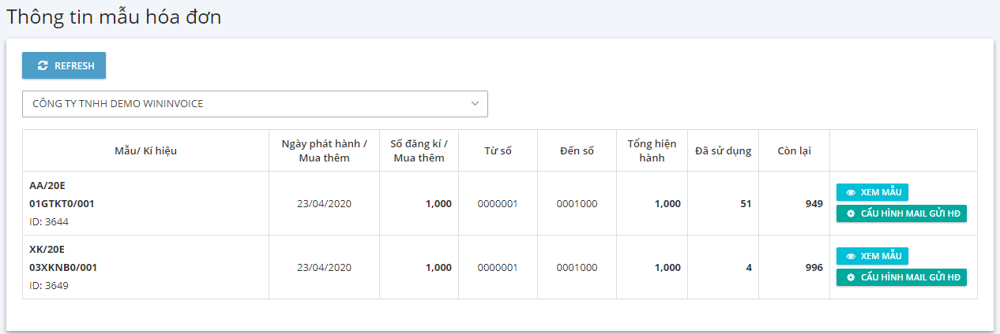 Thông tin mẫu hóa đơn
REFRESH
CÔNG TY TNHH DEMO WININVOICE
Mẫu/ Kí hiệu
Ngày phát hành /
Mua thêm
Số đăng kí /
Mua thêm
Từ số
Đến số
Tổng hiện
hành
Đã sử dụng
Còn lại
AA/20E
01GTKT0/001
ID: 3644
23/04/2020
1,000
0000001
0001000
1,000
51
949
XEM MẪU
CẤU HÌNH MAIL GỬI HĐ
XK/20E
03XKNB0/001
ID: 3649
23/04/2020
1,000
0000001
0001000
1,000
4
996
XEM MẪU
CẤU HÌNH MAIL GỬI HĐ